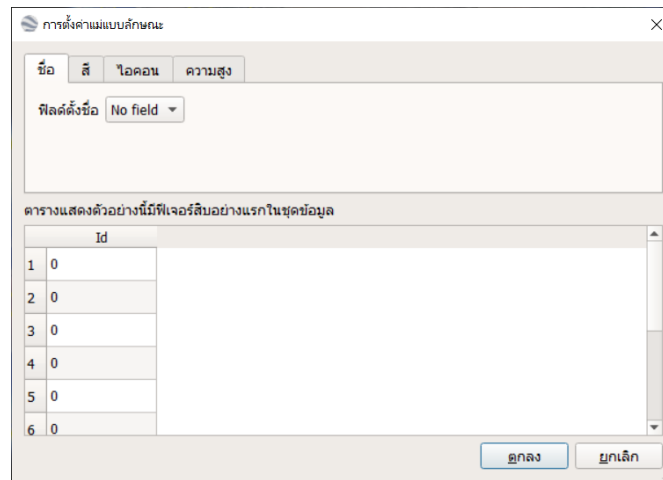 การตั้งค่าแม่แบบลักษณะ
ชื่อ สี ไอคอน ความสูง
ฟิลด์ตั้งชื่อ No field
ตารางแสดงตัวอย่างนี้มีฟีเจอร์สิบอย่างแรกในชุดข้อมูล
Id
1 0
2 0
3 0
4 0
5 0
6 0
ตกลง ยกเลิก